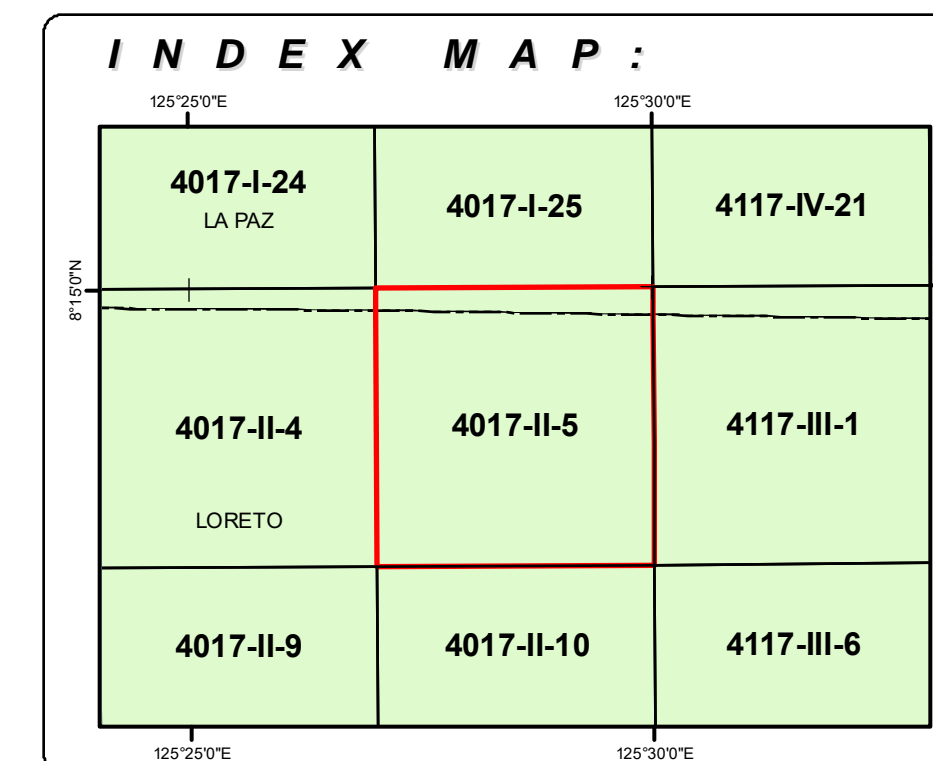 INDEX MAP:
125°25'0"E 125°30'0"E
4017-I-24 4017-I-25 4117-IV-21
LA PAZ
8°15'0"N
4017-II-4 4017-II-5 4117-III-1
LORETO
4017-II-9 4017-II-10 4117-III-6
125°25'0"E 125°30'0"E